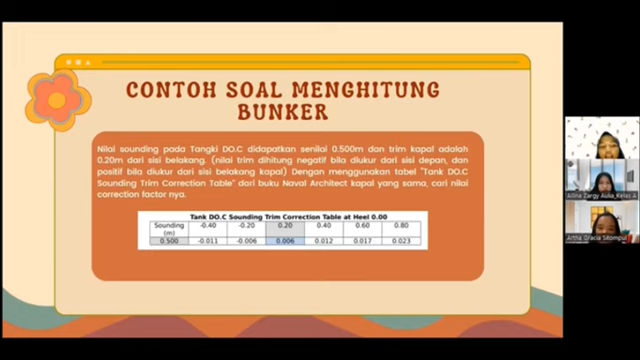 CONTOH SOAL MENGHITUNG
BUNKER
Nilai sounding pada Tangki DO.C didapatkan senilai 0.500m dan trim kapal adalah
0.20m dari sisi belakang. (nilai trim dihitung negatif bila diukur dari sisi depan, dan
positif bila diukur dari sisi belakang kapal) Dengan menggunakan tabel "Tank DO.C
Sounding Trim Correction Table" dari buku Naval Architect kapal yang sama, cari nilai
correction factor nya.
Tank DO.C Sounding Trim Correction Table at Heel 0.00
Sounding (m) -0.40 -0.20 0.20 0.40 0.60 0.80
0.500 -0.011 -0.006 0.006 0.012 0.017 0.023
Allina Zargy Aulia_Kelas A
Artha Gracia Sitompul